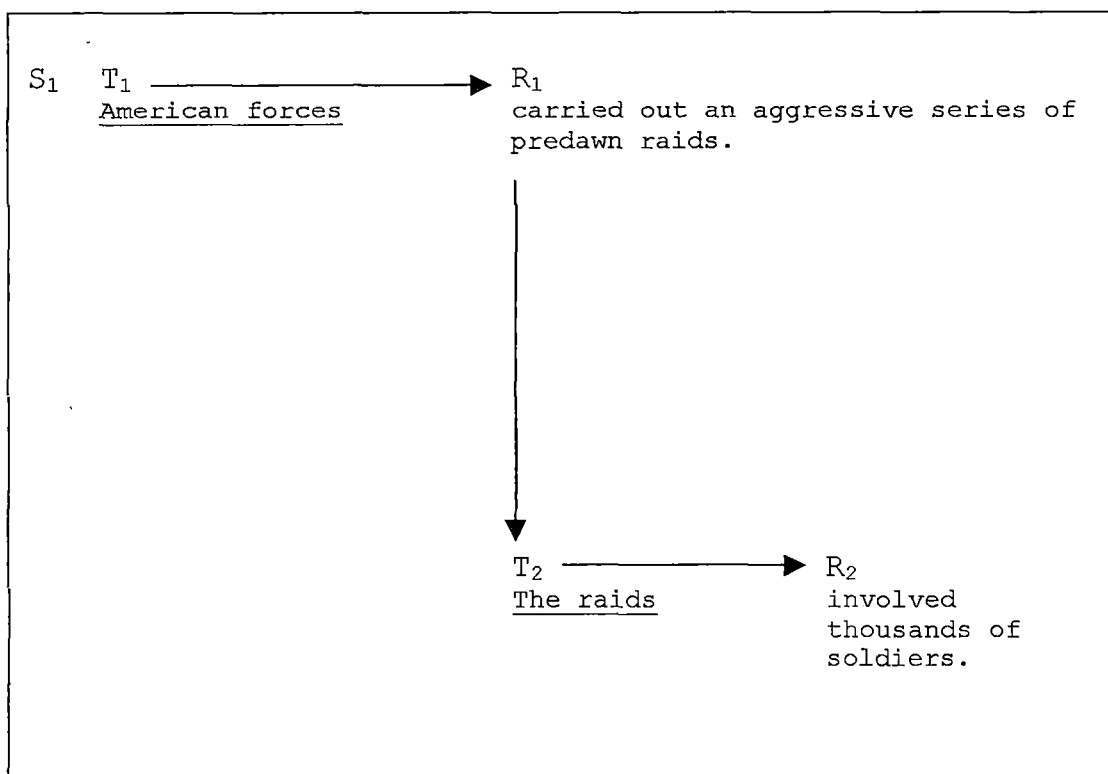 S₁ T₁ R₁
American forces carried out an aggressive series of
predawn raids.
T₂ R₂
The raids involved
thousands of
soldiers.